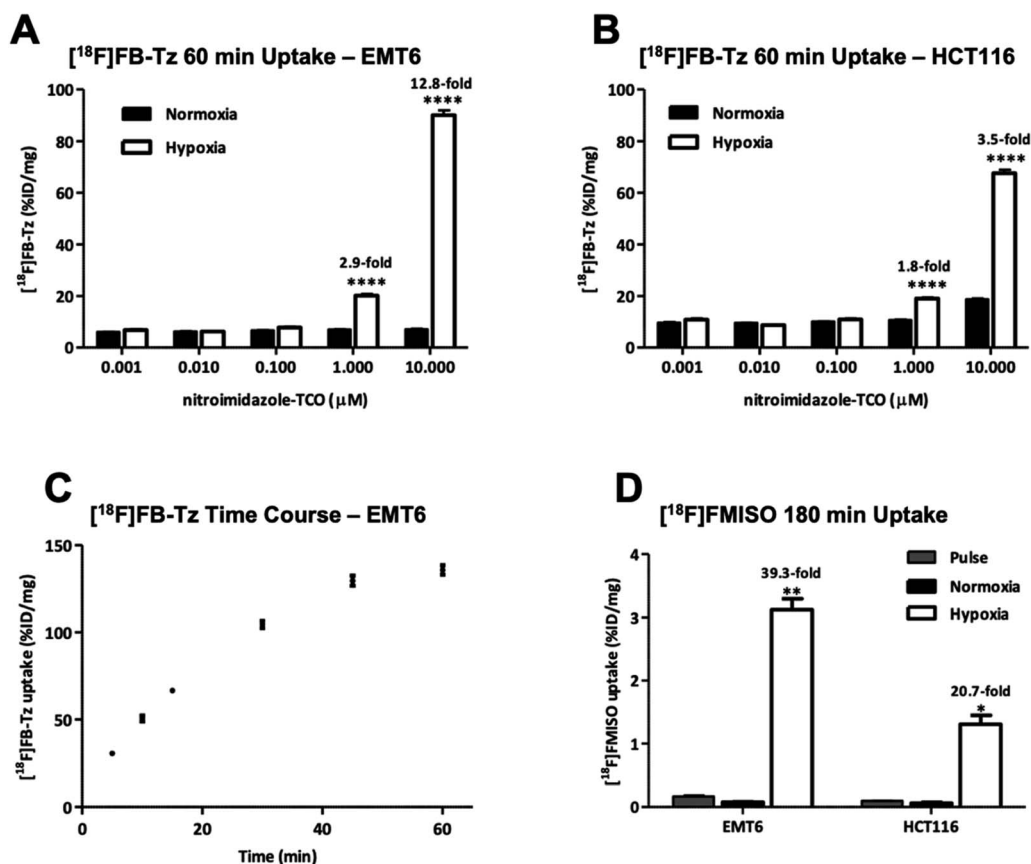 A
[¹⁸F]FB-Tz 60 min Uptake – EMT6
[¹⁸F]FB-Tz (%ID/mg)
100
80
60
40
20
0
Normoxia
Hypoxia
2.9-fold
****
12.8-fold
****
0.001 0.010 0.100 1.000 10.000
nitroimidazole-TCO (μM)
B
[¹⁸F]FB-Tz 60 min Uptake – HCT116
[¹⁸F]FB-Tz (%ID/mg)
100
80
60
40
20
0
Normoxia
Hypoxia
1.8-fold
****
3.5-fold
****
0.001 0.010 0.100 1.000 10.000
nitroimidazole-TCO (μM)
C
[¹⁸F]FB-Tz Time Course – EMT6
[¹⁸F]FB-Tz uptake (%ID/mg)
150
100
50
0
0 20 40 60
Time (min)
D
[¹⁸F]FMISO 180 min Uptake
[¹⁸F]FMISO uptake (%ID/mg)
4
3
2
1
0
Pulse
Normoxia
Hypoxia
39.3-fold
**
20.7-fold
*
EMT6 HCT116